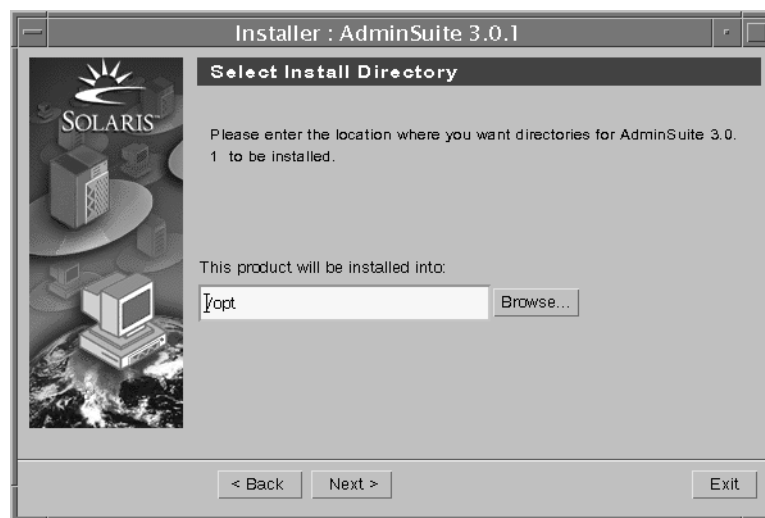 Installer : AdminSuite 3.0.1
Select Install Directory
SOLARIS™
Please enter the location where you want directories for AdminSuite 3.0.
1 to be installed.
This product will be installed into:
/opt
Browse...
< Back
Next >
Exit